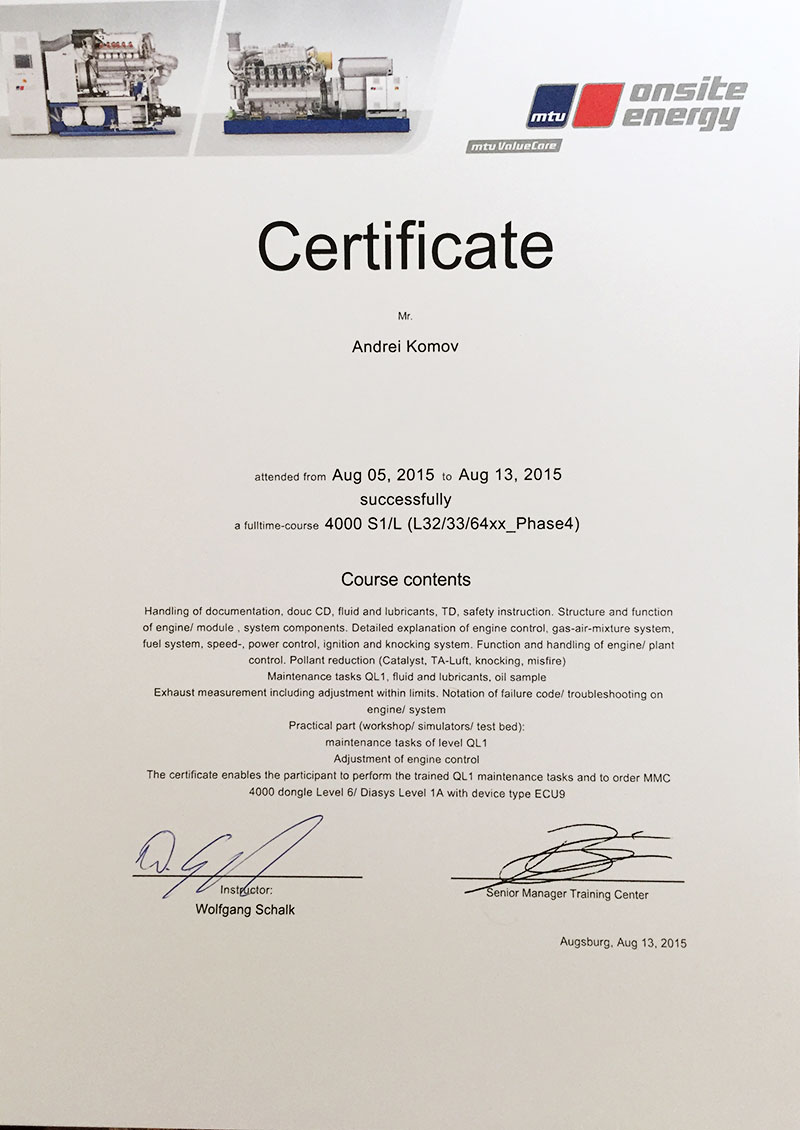 mtu
onsite
energy
mtu ValueCare
Certificate
Mr.
Andrei Komov
attended from Aug 05, 2015 to Aug 13, 2015
successfully
a fulltime-course 4000 S1/L (L32/33/64xx_Phase4)
Course contents
Handling of documentation, douc CD, fluid and lubricants, TD, safety instruction. Structure and function
of engine/ module , system components. Detailed explanation of engine control, gas-air-mixture system,
fuel system, speed-, power control, ignition and knocking system. Function and handling of engine/ plant
control. Pollant reduction (Catalyst, TA-Luft, knocking, misfire)
Maintenance tasks QL1, fluid and lubricants, oil sample
Exhaust measurement including adjustment within limits. Notation of failure code/ troubleshooting on
engine/ system
Practical part (workshop/ simulators/ test bed):
maintenance tasks of level QL1
Adjustment of engine control
The certificate enables the participant to perform the trained QL1 maintenance tasks and to order MMC
4000 dongle Level 6/ Diasys Level 1A with device type ECU9
Instructor:
Wolfgang Schalk
Senior Manager Training Center
Augsburg, Aug 13, 2015